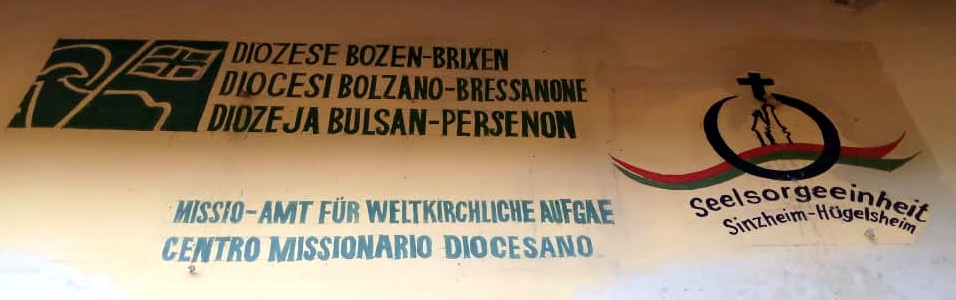 DIOZESE BOZEN-BRIXEN
DIOCESI BOLZANO-BRESSANONE
DIOZEJA BULSAN-PERSENON
MISSIO-AMT FÜR WELTKIRCHLICHE AUFGAE
CENTRO MISSIONARIO DIOCESANO
Seelsorgeeinheit
Sinzheim-Hügelsheim